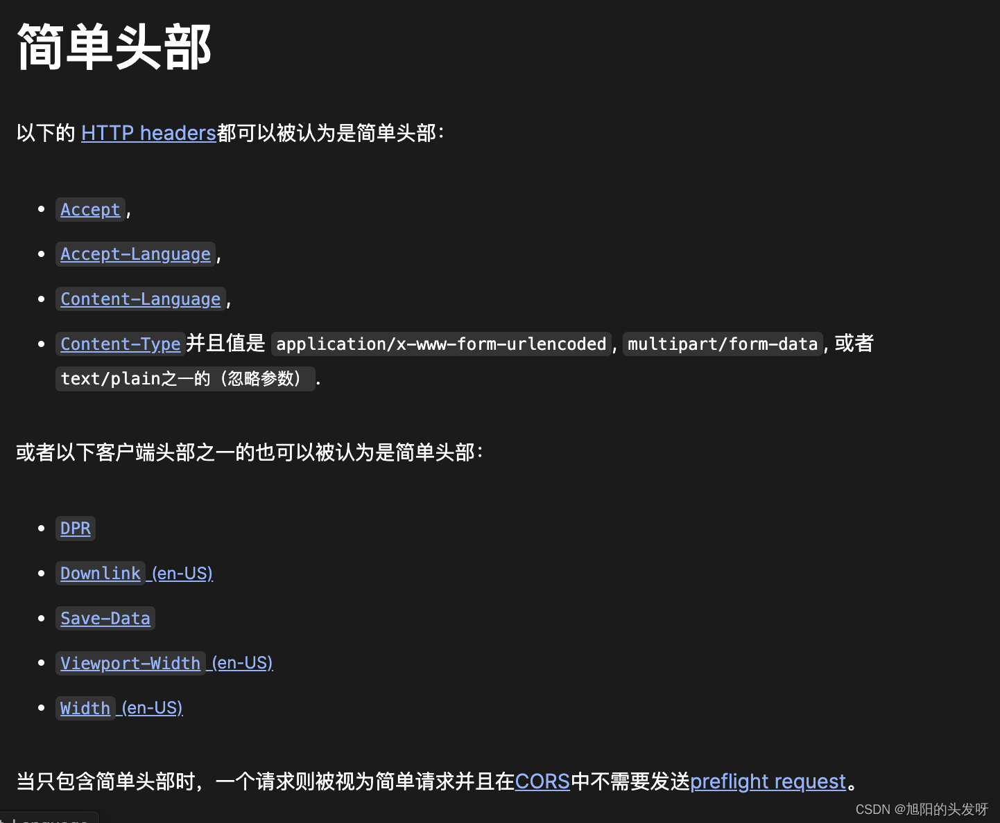 简单头部
以下的 HTTP headers都可以被认为是简单头部：
• Accept,
• Accept-Language,
• Content-Language,
• Content-Type并且值是 application/x-www-form-urlencoded, multipart/form-data, 或者
text/plain之一的（忽略参数）.
或者以下客户端头部之一的也可以被认为是简单头部：
• DPR
• Downlink (en-US)
• Save-Data
• Viewport-Width (en-US)
• Width (en-US)
当只包含简单头部时，一个请求则被视为简单请求并且在CORS中不需要发送preflight request。
CSDN @旭阳的头发呀